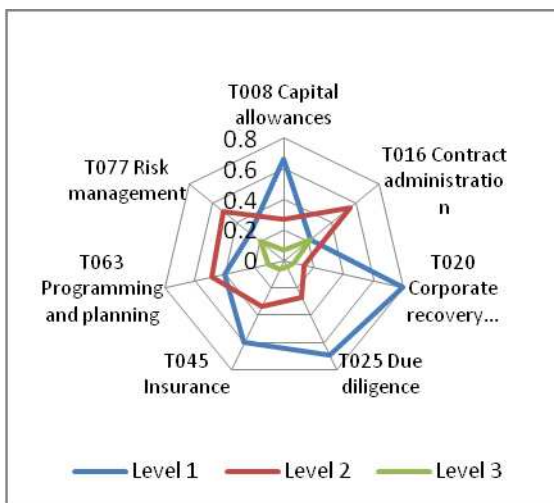 T008 Capital
allowances
0.8
0.6
0.4
0.2
0
T016 Contract
administratio
n
T020
Corporate
recovery...
T025 Due
diligence
T045
Insurance
T063
Programming
and planning
T077 Risk
management
Level 1
Level 2
Level 3